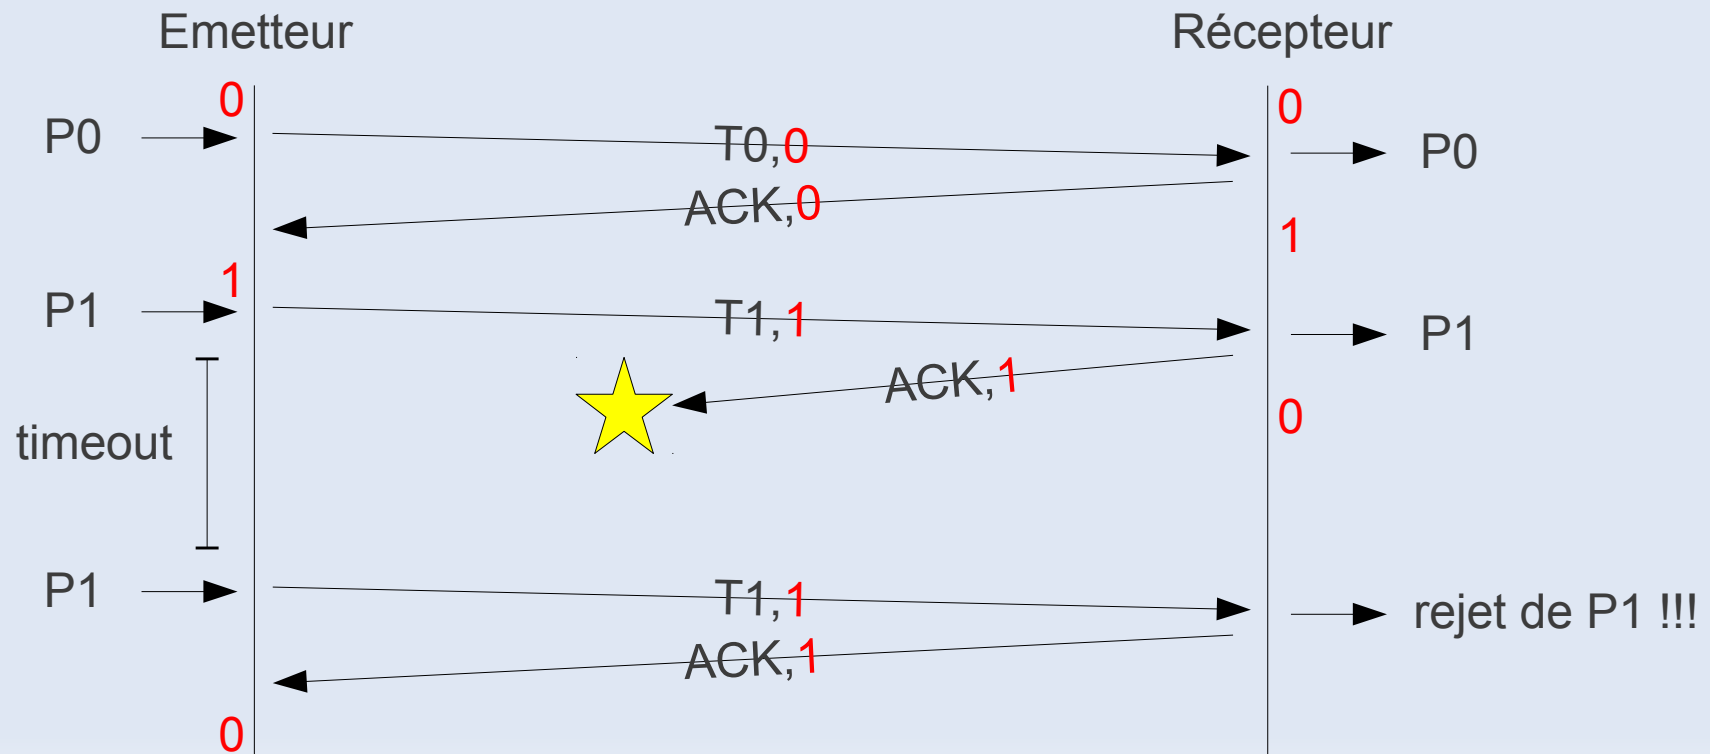 Emetteur
Récepteur
0
0
P0
T0,0
P0
ACK,0
1
1
P1
T1,1
P1
ACK,1
0
timeout
P1
T1,1
rejet de P1 !!!
ACK,1
0